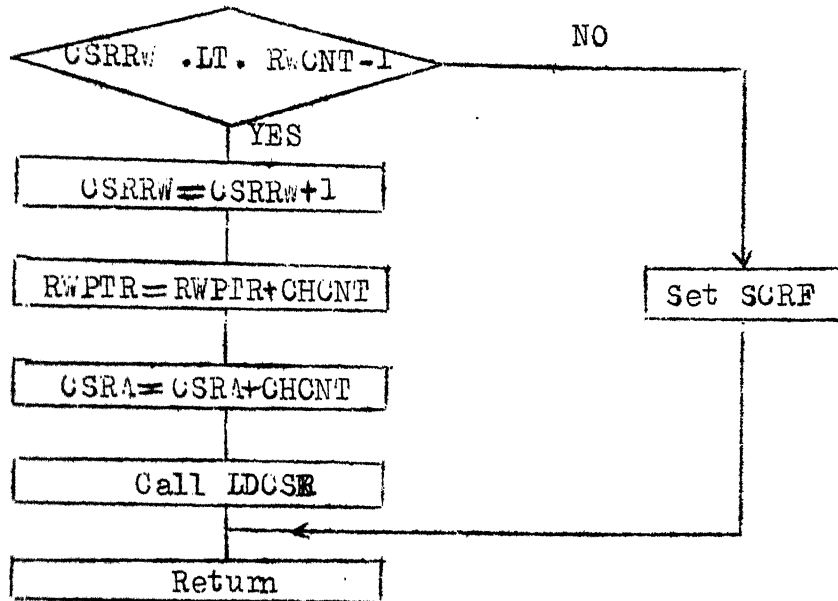 CSRRW .LT. RWCNT-1
NO
YES
CSRRW=CSRRW+1
RWPTR=RWPTR+CHCNT
Set SCRF
CSRA=CSRA+CHCNT
Call LDCSR
Return